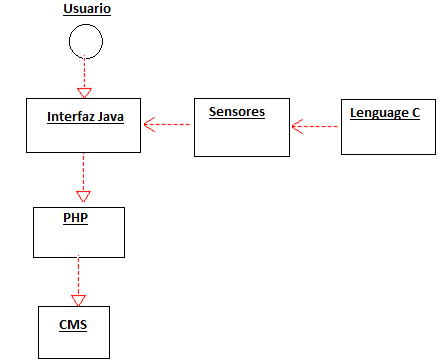 Usuario
Interfaz Java
Sensores
Lenguage C
PHP
CMS